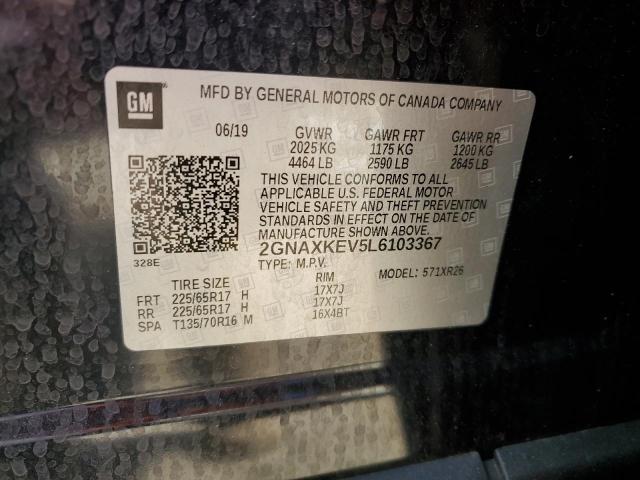 GM
MFD BY GENERAL MOTORS OF CANADA COMPANY
06/19 GVWR GAWR FRT GAWR RR
2025 KG 1175 KG 1200 KG
4464 LB 2590 LB 2645 LB
THIS VEHICLE CONFORMS TO ALL
APPLICABLE U.S. FEDERAL MOTOR
VEHICLE SAFETY AND THEFT PREVENTION
STANDARDS IN EFFECT ON THE DATE OF
MANUFACTURE SHOWN ABOVE.
2GNAXKEV5L6103367
328E TYPE: M.P.V. MODEL: 571XR26
TIRE SIZE RIM
FRT 225/65R17 H 17X7J
RR 225/65R17 H 17X7J
SPA T135/70R16 M 16X4BT